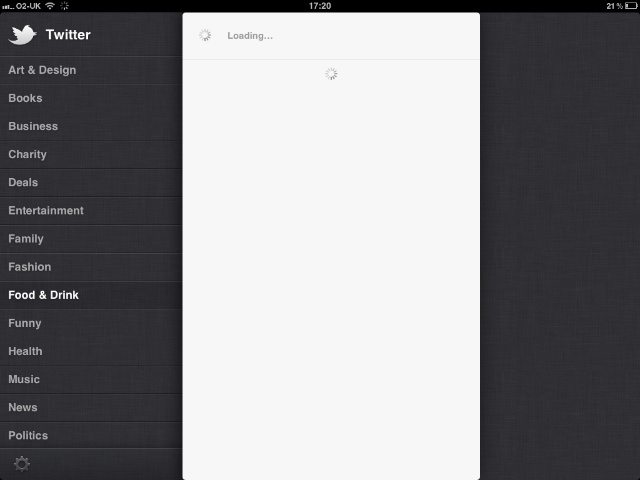 O2-UK 17:20 21%
Twitter
Loading...
Art & Design
Books
Business
Charity
Deals
Entertainment
Family
Fashion
Food & Drink
Funny
Health
Music
News
Politics